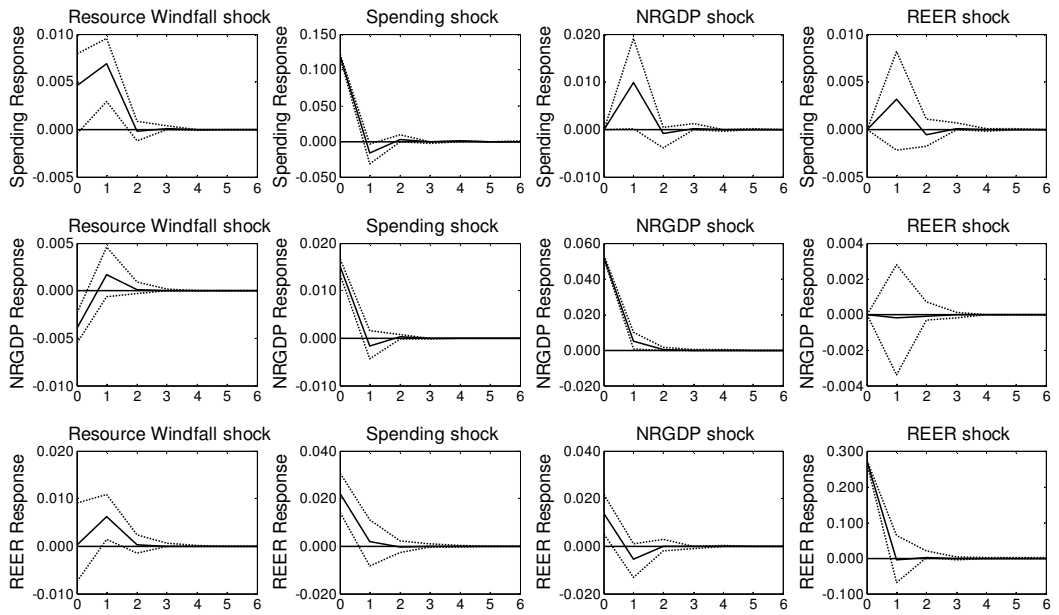 Resource Windfall shock
Spending Response
0.010
0.005
0.000
-0.005
0 1 2 3 4 5 6
Spending shock
Spending Response
0.150
0.100
0.050
0.000
-0.050
0 1 2 3 4 5 6
NRGDP shock
Spending Response
0.020
0.010
0.000
-0.010
0 1 2 3 4 5 6
REER shock
Spending Response
0.010
0.005
0.000
-0.005
0 1 2 3 4 5 6
Resource Windfall shock
NRGDP Response
0.005
0.000
-0.005
-0.010
0 1 2 3 4 5 6
Spending shock
NRGDP Response
0.020
0.010
0.000
-0.010
0 1 2 3 4 5 6
NRGDP shock
NRGDP Response
0.060
0.040
0.020
0.000
-0.020
0 1 2 3 4 5 6
REER shock
NRGDP Response
0.004
0.002
0.000
-0.002
-0.004
0 1 2 3 4 5 6
Resource Windfall shock
REER Response
0.020
0.010
0.000
-0.010
0 1 2 3 4 5 6
Spending shock
REER Response
0.040
0.020
0.000
-0.020
0 1 2 3 4 5 6
NRGDP shock
REER Response
0.040
0.020
0.000
-0.020
0 1 2 3 4 5 6
REER shock
REER Response
0.300
0.200
0.100
0.000
-0.100
0 1 2 3 4 5 6